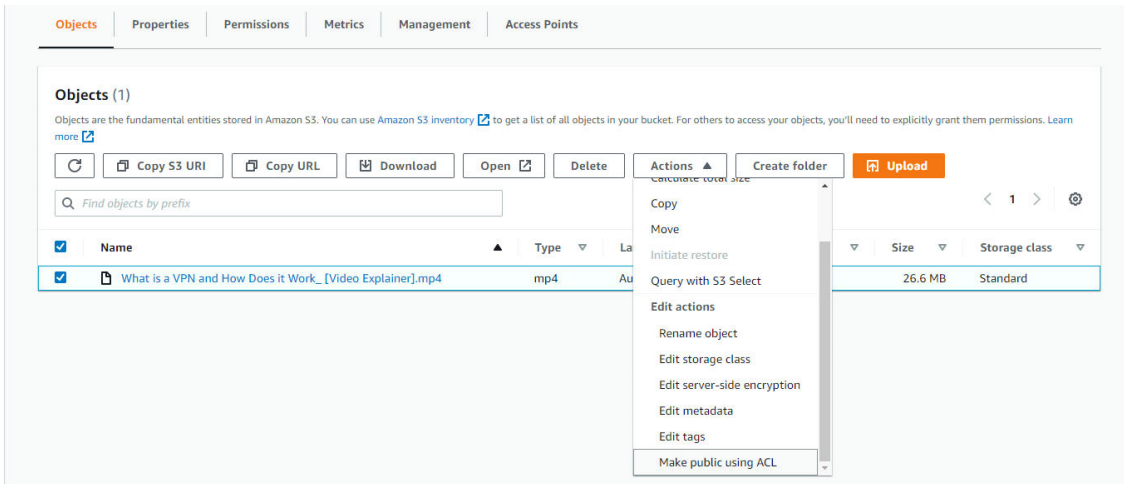 Objects Properties Permissions Metrics Management Access Points
Objects (1)
Objects are the fundamental entities stored in Amazon S3. You can use Amazon S3 inventory to get a list of all objects in your bucket. For others to access your objects, you'll need to explicitly grant them permissions. Learn
more
Copy S3 URI Copy URL Download Open Delete Actions Create folder Upload
Calculate total size
Find objects by prefix
Copy
1
Move
Name Type La Size Storage class
Initiate restore
What is a VPN and How Does it Work_ [Video Explainer].mp4 mp4 Au 26.6 MB Standard
Query with S3 Select
Edit actions
Rename object
Edit storage class
Edit server-side encryption
Edit metadata
Edit tags
Make public using ACL